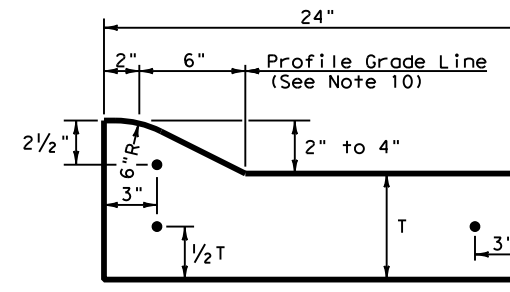 24"
2" 6" Profile Grade Line
(See Note 10)
2½" 6"R 2" to 4"
3" T 3"
½T